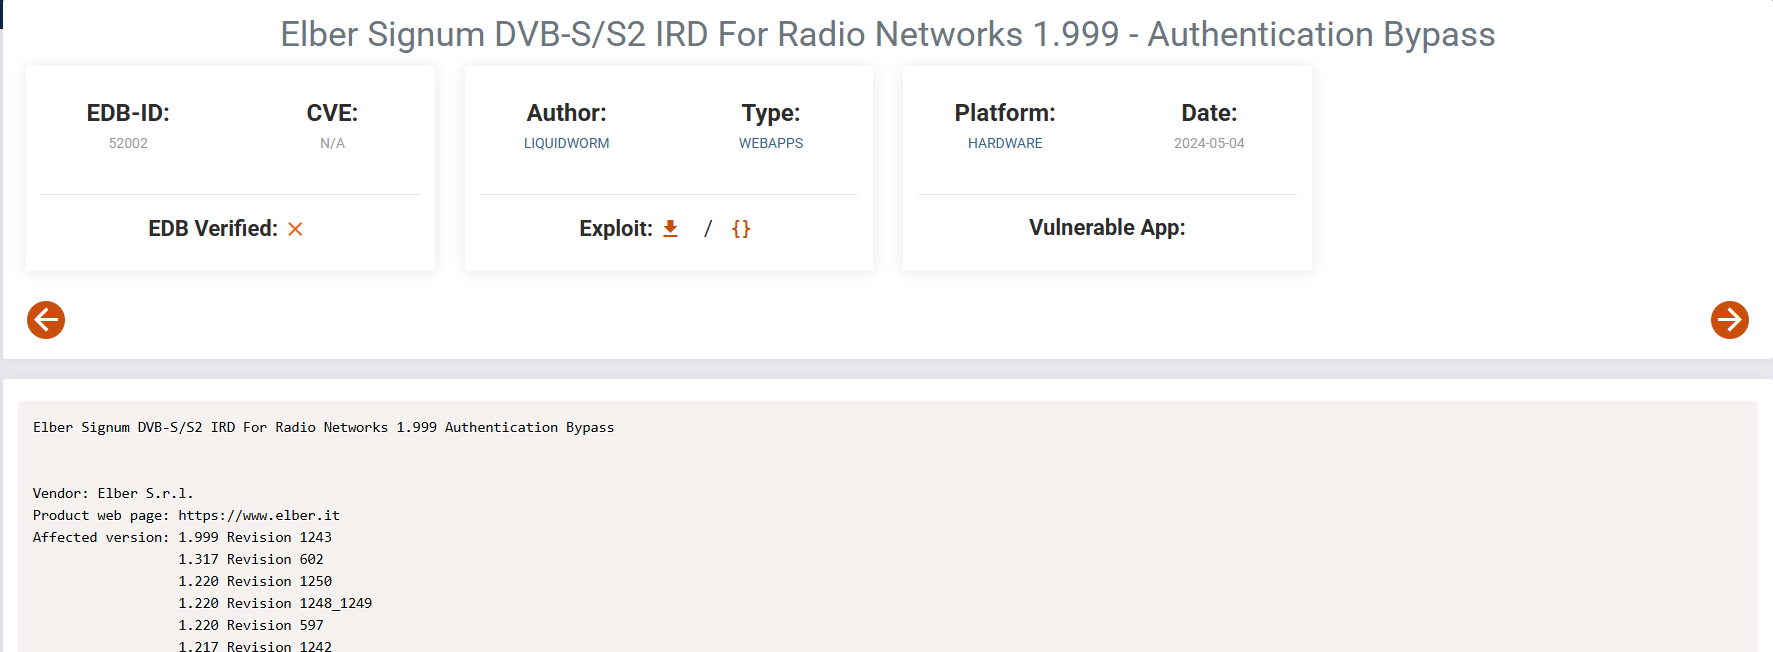 Elber Signum DVB-S/S2 IRD For Radio Networks 1.999 - Authentication Bypass
EDB-ID:
52002
CVE:
N/A
EDB Verified:
Author:
LIQUIDWORM
Type:
WEBAPPS
Exploit: / {}
Platform:
HARDWARE
Date:
2024-05-04
Vulnerable App:
Elber Signum DVB-S/S2 IRD For Radio Networks 1.999 Authentication Bypass
Vendor: Elber S.r.l.
Product web page: https://www.elber.it
Affected version: 1.999 Revision 1243
1.317 Revision 602
1.220 Revision 1250
1.220 Revision 1248_1249
1.220 Revision 597
1.217 Revision 1242